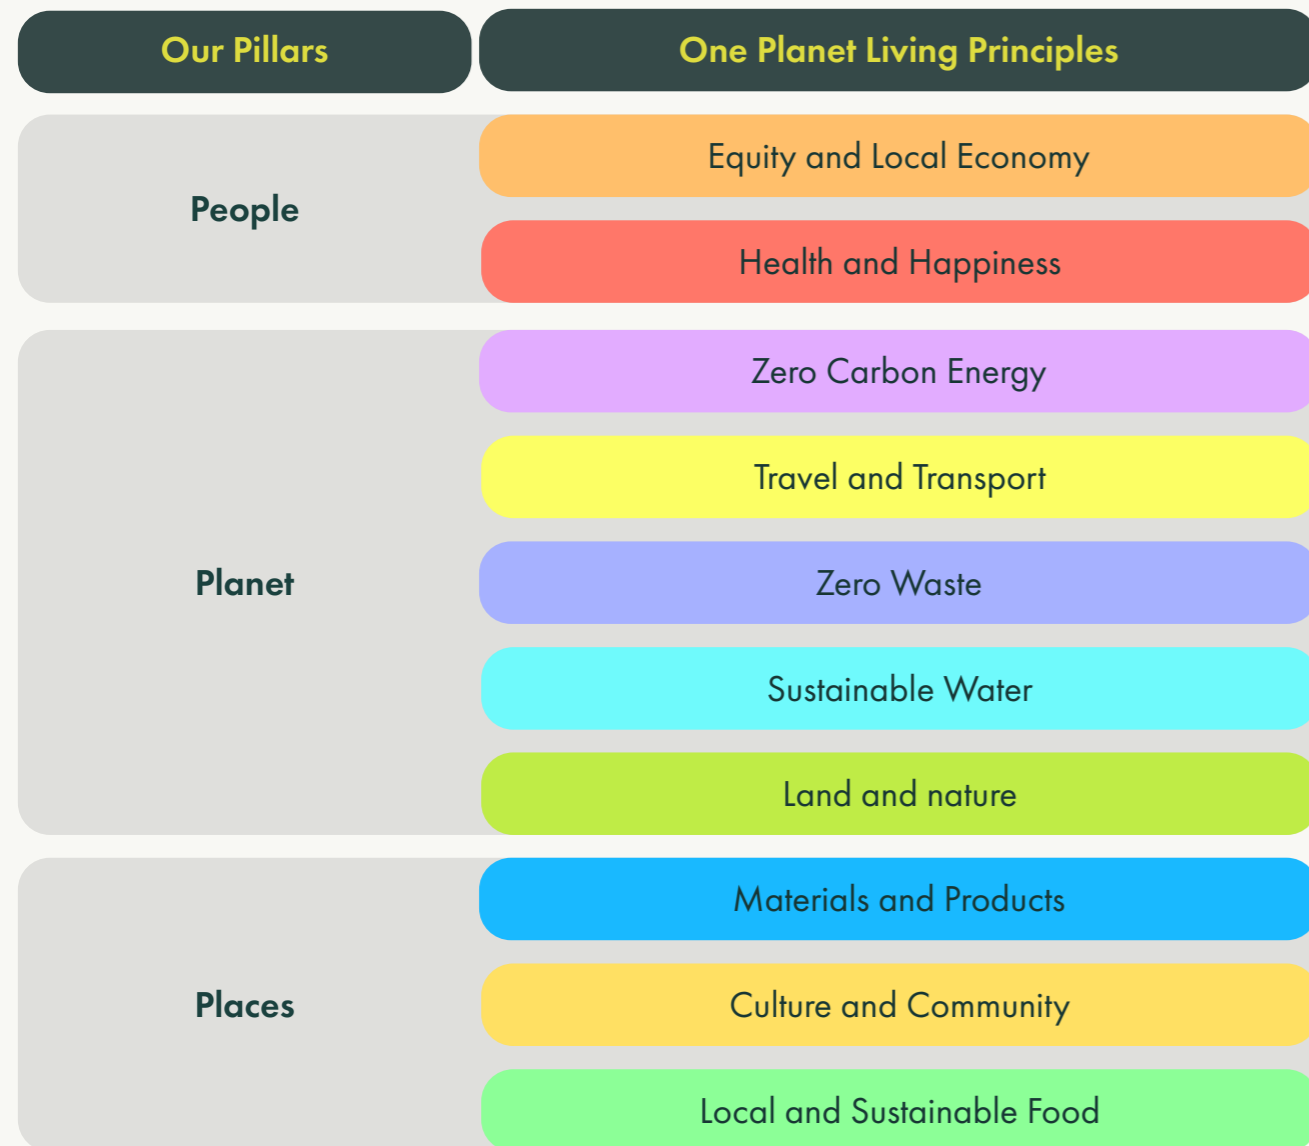 Our Pillars
One Planet Living Principles
People
Equity and Local Economy
Health and Happiness
Planet
Zero Carbon Energy
Travel and Transport
Zero Waste
Sustainable Water
Land and nature
Places
Materials and Products
Culture and Community
Local and Sustainable Food